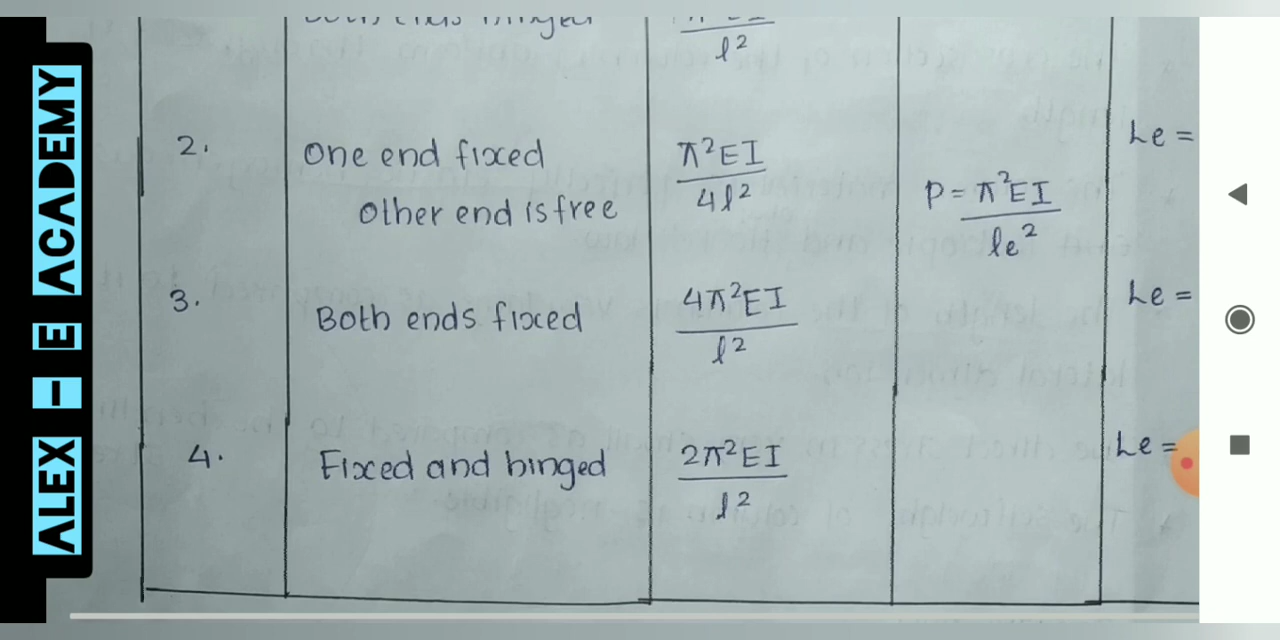 ALEX - E ACADEMY
l²
2.
One end fixed
Other end is free
π²EI
4l²
P = π²EI
le²
Le =
3.
Both ends fixed
4π²EI
l²
Le =
4.
Fixed and hinged
2π²EI
l²
Le =